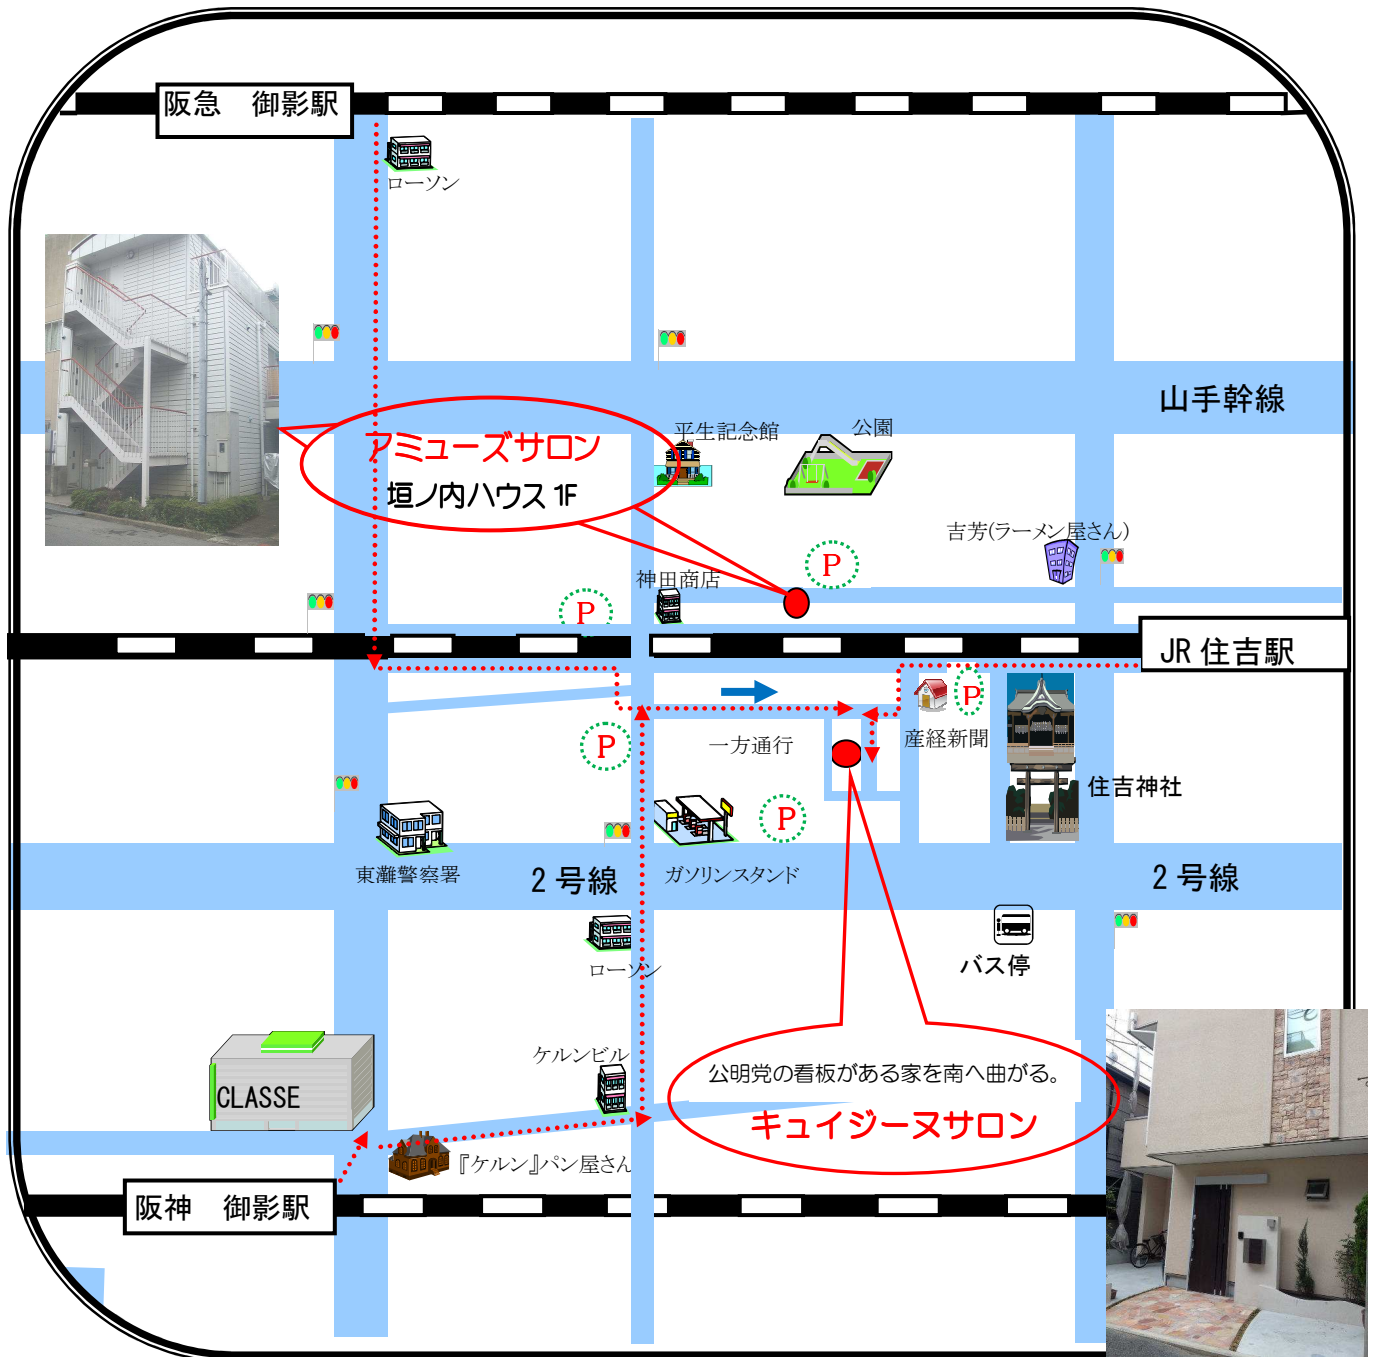 阪急　御影駅
ローソン
山手幹線
平生記念館
公園
アミューズサロン
垣ノ内ハウス 1F
吉芳(ラーメン屋さん)
P
神田商店
P
JR 住吉駅
P
P
一方通行
産経新聞
住吉神社
P
東灘警察署
2 号線
ガソリンスタンド
2 号線
ローソン
バス停
ケルンビル
公明党の看板がある家を南へ曲がる。
キュイジーヌサロン
CLASSE
『ケルン』パン屋さん
阪神　御影駅